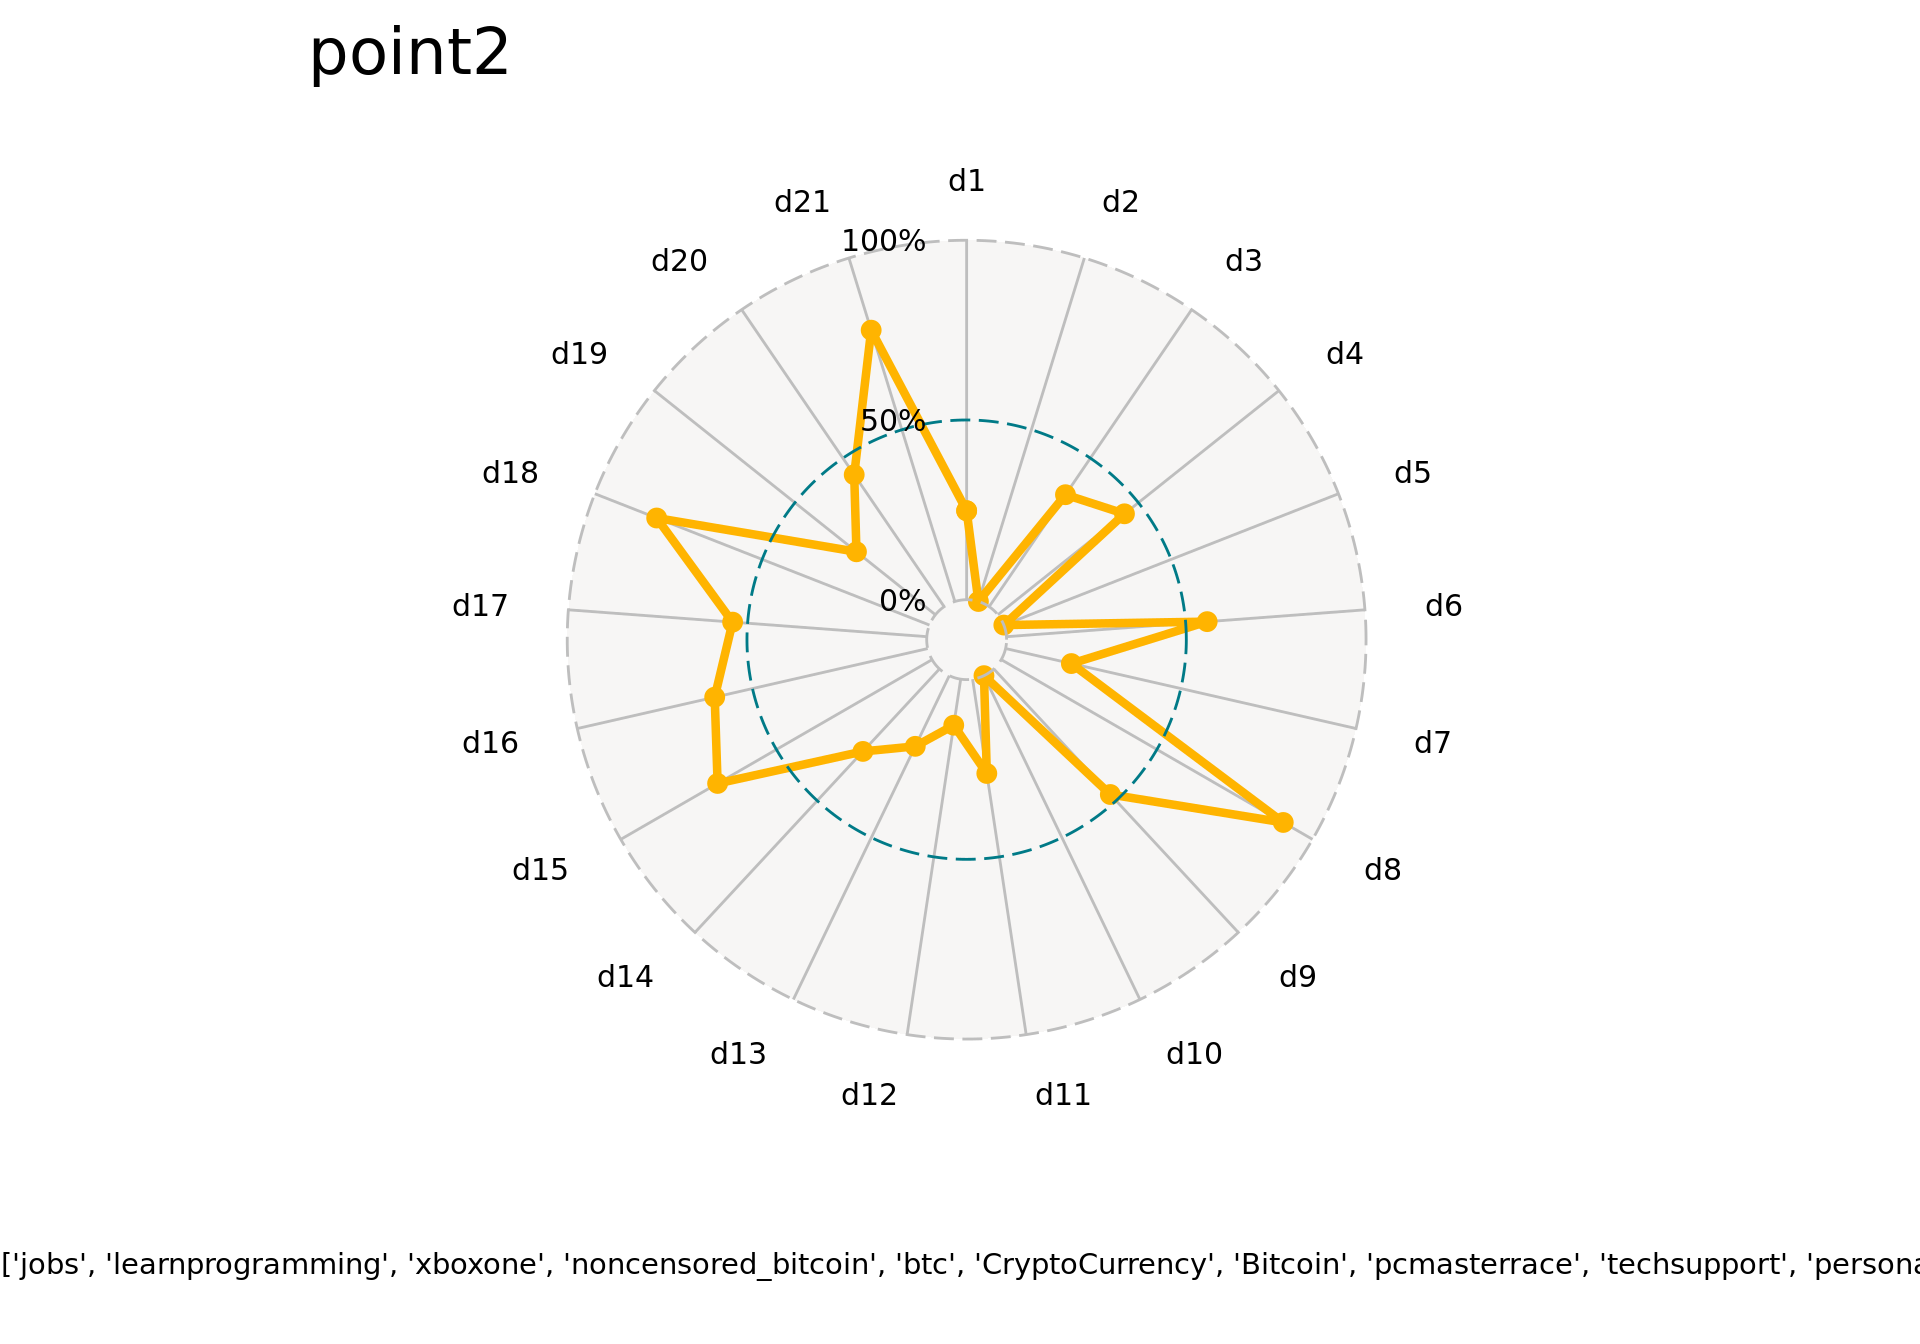 point2
d1
d21
d2
100%
d20
d3
d19
d4
50%
d18
d5
0%
d17
d6
d16
d7
d15
d8
d14
d9
d13
d10
d12
d11
['jobs', 'learnprogramming', 'xboxone', 'noncensored_bitcoin', 'btc', 'CryptoCurrency', 'Bitcoin', 'pcmasterrace', 'techsupport', 'persona